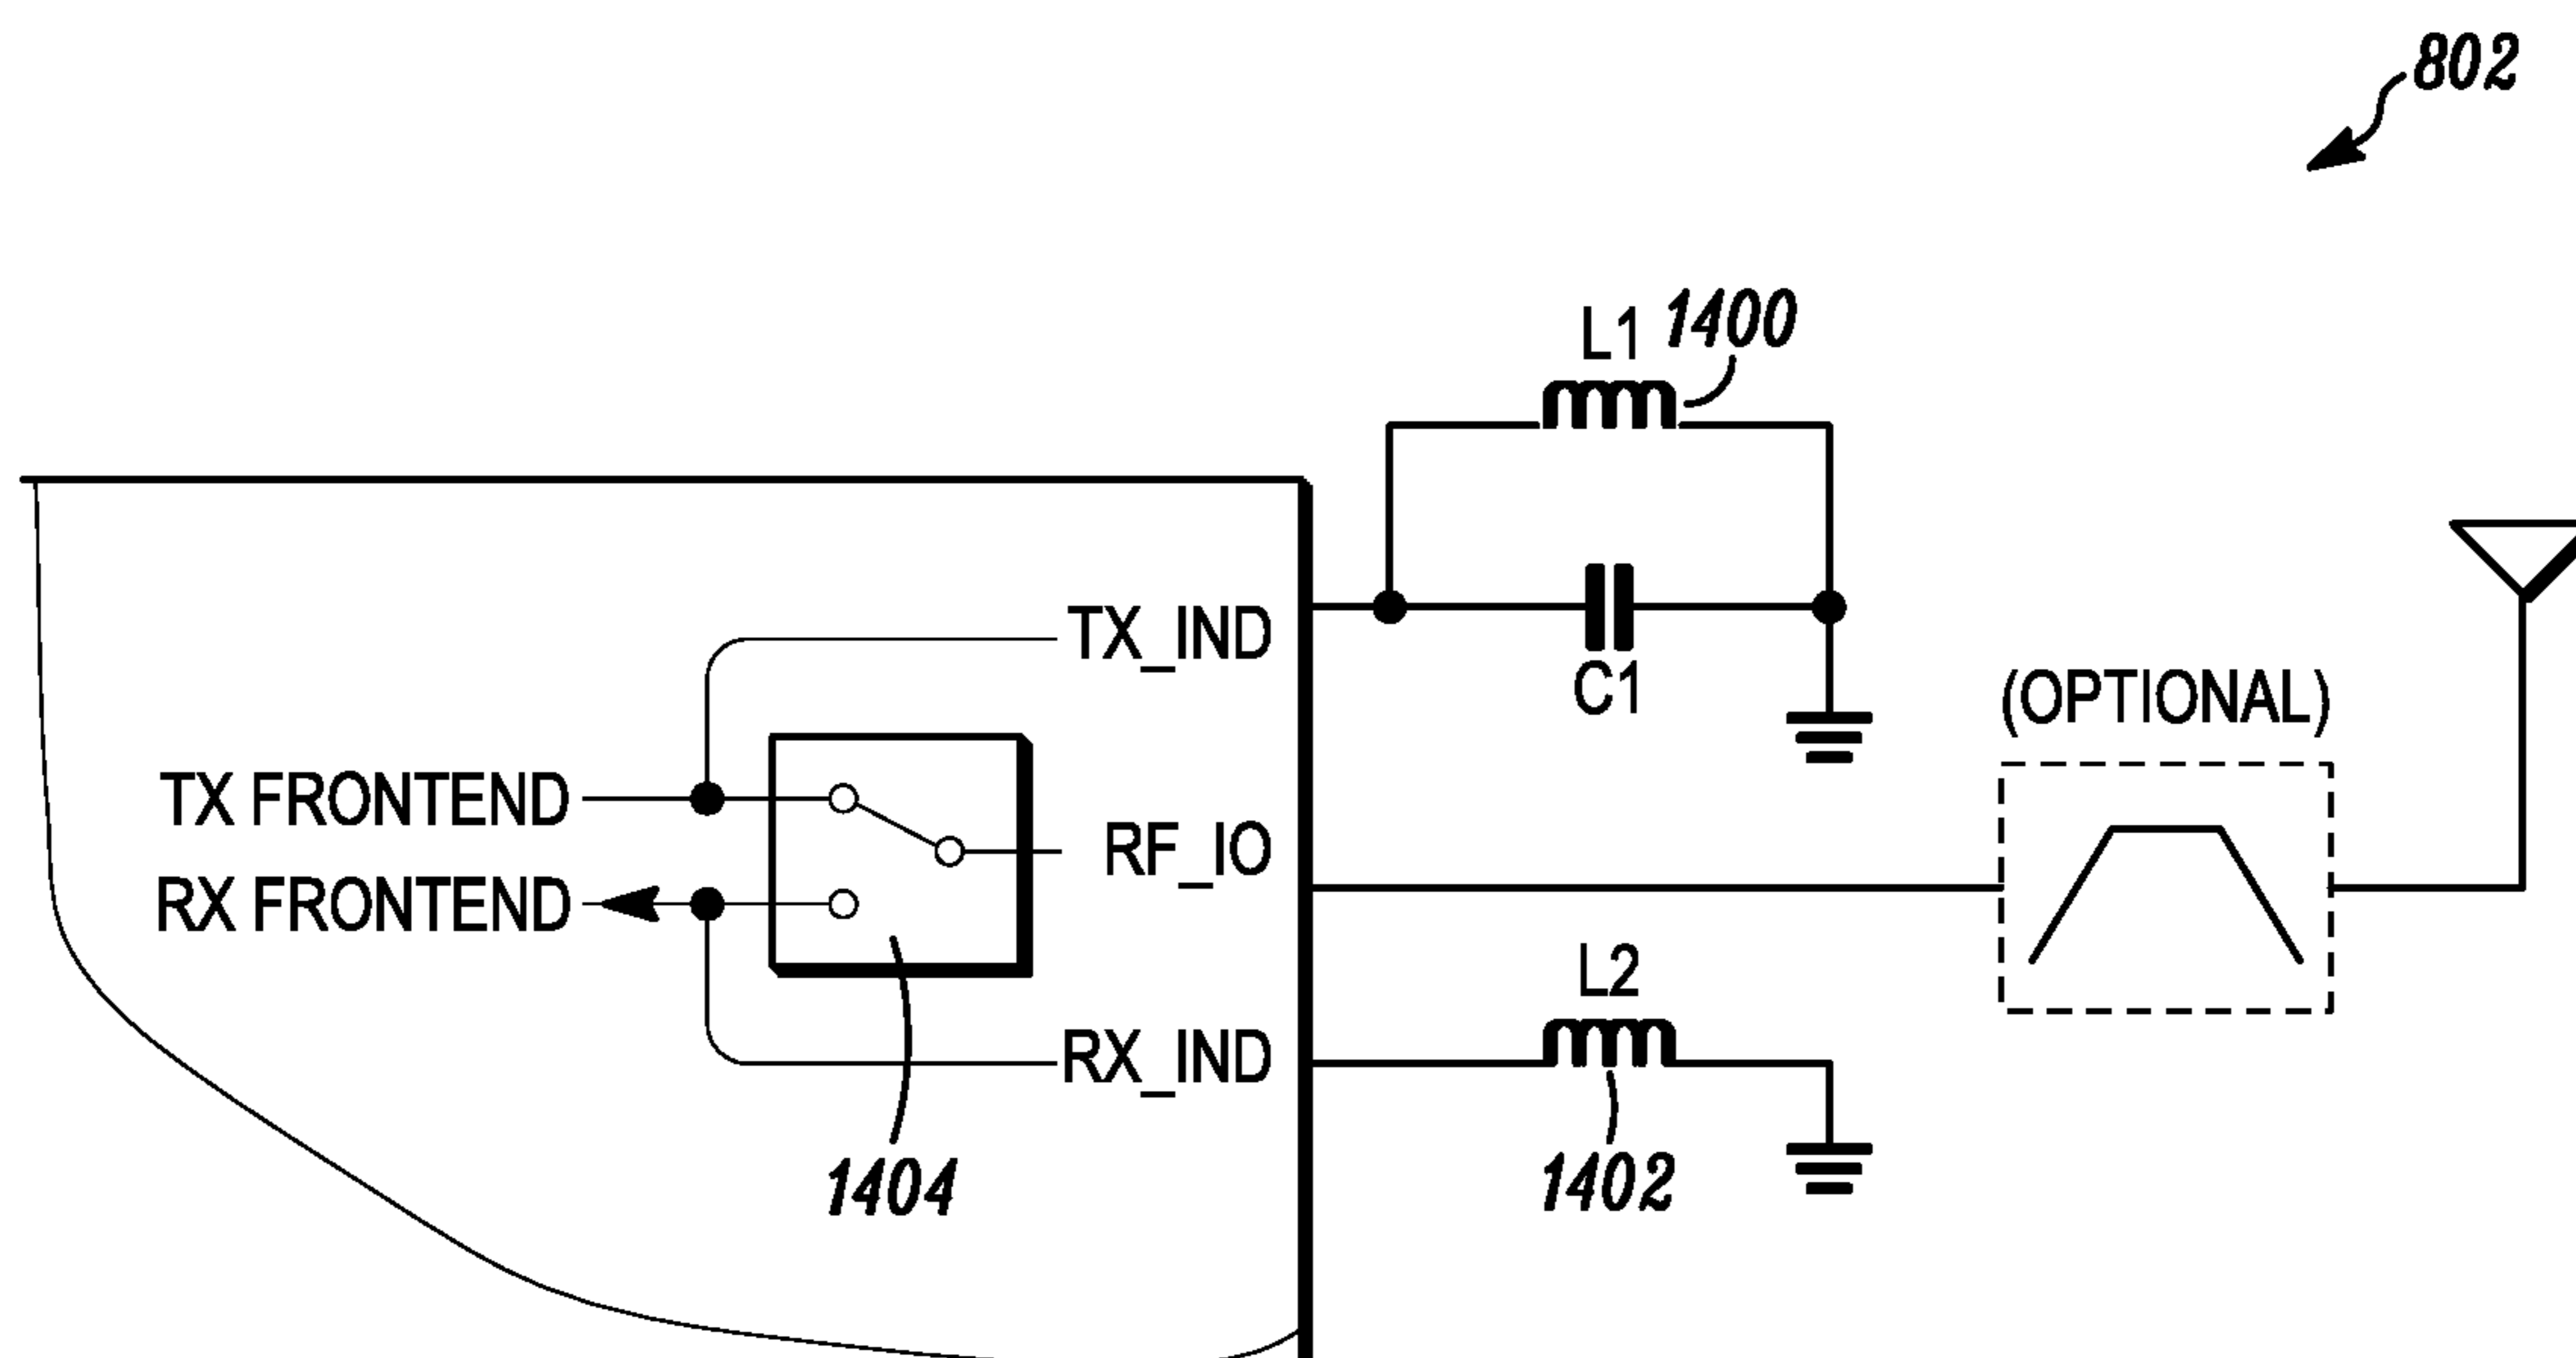 802
L1 1400
TX_IND
C1
(OPTIONAL)
TX FRONTEND
RF_IO
RX FRONTEND
L2
RX_IND
1404
1402